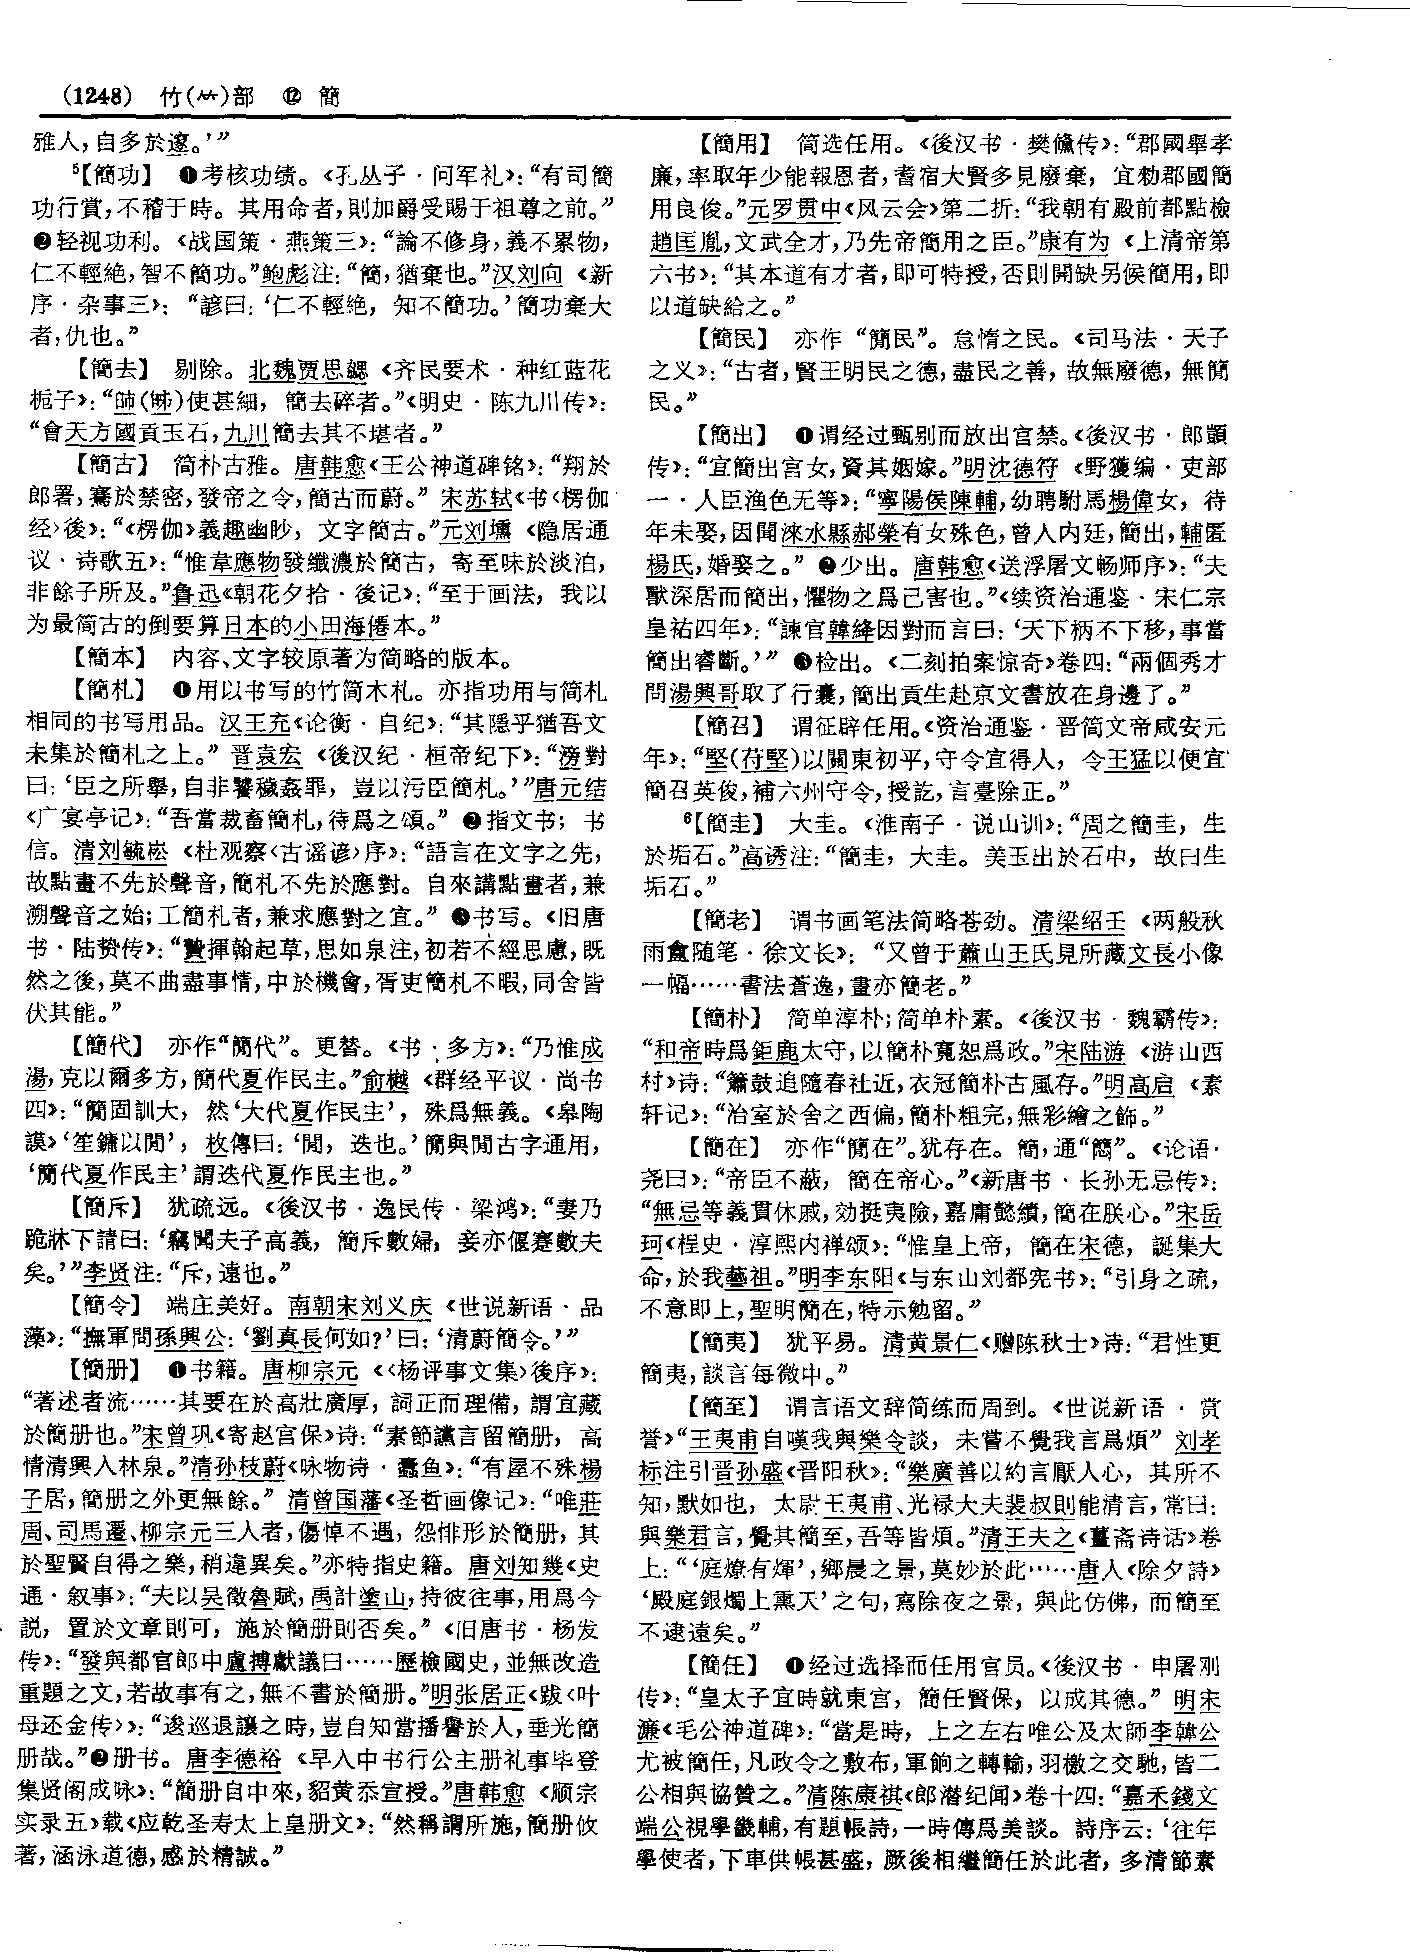 (1248) 竹(⺮)部 ⑫ 簡
雅人，自多於邃。’”
⁵【簡功】 ❶考核功绩。《孔丛子·问军礼》：“有司簡
功行賞，不稽于時。其用命者，則加爵受賜于祖尊之前。”
❷轻视功利。《战国策·燕策三》：“論不修身，義不累物，
仁不輕絶，智不簡功。”鲍彪注：“簡，猶棄也。”汉刘向《新
序·杂事三》：“諺曰：‘仁不輕絶，知不簡功。’簡功棄大
者，仇也。”
【簡去】 剔除。北魏贾思勰《齐民要术·种红蓝花
栀子》：“簁使甚細，簡去碎者。”《明史·陈九川传》：
“會天方國貢玉石，九川簡去其不堪者。”
【簡古】 简朴古雅。唐韩愈《王公神道碑铭》：“翔於
郎署，騫於禁密，發帝之令，簡古而蔚。”宋苏轼《书〈楞伽
经〉後》：“《楞伽》義趣幽眇，文字簡古。”元刘壎《隐居通
议·诗歌五》：“惟韋應物發纖濃於簡古，寄至味於淡泊，
非餘子所及。”鲁迅《朝花夕拾·後记》：“至于画法，我以
为最简古的倒要算日本的小田海僊本。”
【簡本】 内容、文字较原著为简略的版本。
【簡札】 ❶用以书写的竹简木札。亦指功用与简札
相同的书写用品。汉王充《论衡·自纪》：“其隱乎猶吾文
未集於簡札之上。”晋袁宏《後汉纪·桓帝纪下》：“滂對
曰：‘臣之所舉，自非饕穢姦罪，豈以污臣簡札。’”唐元结
《广宴亭记》：“吾當裁畜簡札，待爲之頌。”❷指文书；书
信。清刘毓崧《杜观察〈古谣谚〉序》：“語言在文字之先，
故點畫不先於聲音，簡札不先於應對。自來講點畫者，兼
溯聲音之始；工簡札者，兼求應對之宜。”❸书写。《旧唐
书·陆贽传》：“贄揮翰起草，思如泉注，初若不經思慮，既
然之後，莫不曲盡事情，中於機會，胥吏簡札不暇，同舍皆
伏其能。”
【簡代】 亦作“簡代”。更替。《书·多方》：“乃惟成
湯，克以爾多方，簡代夏作民主。”俞樾《群经平议·尚书
四》：“簡固訓大，然‘大代夏作民主’，殊爲無義。《皋陶
謨》‘笙鏞以間’，枚傳曰：‘間，迭也。’簡與間古字通用，
‘簡代夏作民主’謂迭代夏作民主也。”
【簡斥】 犹疏远。《後汉书·逸民传·梁鸿》：“妻乃
跪牀下請曰：‘竊聞夫子高義，簡斥數婦，妾亦偃蹇數夫
矣。’”李贤注：“斥，遠也。”
【簡令】 端庄美好。南朝宋刘义庆《世说新语·品
藻》：“撫軍問孫興公：‘劉真長何如？’曰：‘清蔚簡令。’”
【簡册】 ❶书籍。唐柳宗元《〈杨评事文集〉後序》：
“著述者流……其要在於高壯廣厚，詞正而理備，謂宜藏
於簡册也。”宋曾巩《寄赵宫保》诗：“素節讜言留簡册，高
情清興入林泉。”清孙枝蔚《咏物诗·蠹鱼》：“有屋不殊楊
子居，簡册之外更無餘。”清曾国藩《圣哲画像记》：“唯莊
周、司馬遷、柳宗元三人者，傷悼不遇，怨悱形於簡册，其
於聖賢自得之樂，稍違異矣。”亦特指史籍。唐刘知幾《史
通·叙事》：“夫以吴徵魯賦，禹計塗山，持彼往事，用爲今
説，置於文章則可，施於簡册則否矣。”《旧唐书·杨发
传》：“發與都官郎中盧搏獻議曰……歷檢國史，並無改造
重題之文，若故事有之，無不書於簡册。”明张居正《跋〈叶
母还金传〉》：“逡巡退讓之時，豈自知當播譽於人，垂光簡
册哉。”❷册书。唐李德裕《早入中书行公主册礼事毕登
集贤阁成咏》：“簡册自中來，貂黄忝宣授。”唐韩愈《顺宗
实录五》载《应乾圣寿太上皇册文》：“然稱謂所施，簡册攸
著，涵泳道德，感於精誠。”
【簡用】 简选任用。《後汉书·樊儵传》：“郡國舉孝
廉，率取年少能報恩者，耆宿大賢多見廢棄，宜勑郡國簡
用良俊。”元罗贯中《风云会》第二折：“我朝有殿前都點檢
趙匡胤，文武全才，乃先帝簡用之臣。”康有为《上清帝第
六书》：“其本道有才者，即可特授，否則開缺另候簡用，即
以道缺給之。”
【簡民】 亦作“簡民”。怠惰之民。《司马法·天子
之义》：“古者，賢王明民之德，盡民之善，故無廢德，無簡
民。”
【簡出】 ❶谓经过甄别而放出宫禁。《後汉书·郎顗
传》：“宜簡出宫女，資其姻嫁。”明沈德符《野獲编·吏部
一·人臣渔色无等》：“寧陽侯陳輔，幼聘駙馬楊偉女，待
年未娶，因聞淶水縣郝榮有女殊色，曾入内廷，簡出，輔匿
楊氏，婚娶之。”❷少出。唐韩愈《送浮屠文畅师序》：“夫
獸深居而簡出，懼物之爲己害也。”《续资治通鉴·宋仁宗
皇祐四年》：“諫官韓絳因對而言曰：‘天下柄不下移，事當
簡出睿斷。’”❸检出。《二刻拍案惊奇》卷四：“兩個秀才
問湯興哥取了行囊，簡出貢生赴京文書放在身邊了。”
【簡召】 谓征辟任用。《资治通鉴·晋简文帝咸安元
年》：“堅(苻堅)以關東初平，守令宜得人，令王猛以便宜
簡召英俊，補六州守令，授訖，言臺除正。”
⁶【簡圭】 大圭。《淮南子·说山训》：“周之簡圭，生
於垢石。”高诱注：“簡圭，大圭。美玉出於石中，故曰生
垢石。”
【簡老】 谓书画笔法简略苍劲。清梁绍壬《两般秋
雨盦随笔·徐文长》：“又曾于蕭山王氏見所藏文長小像
一幅……書法蒼逸，畫亦簡老。”
【簡朴】 简单淳朴；简单朴素。《後汉书·魏霸传》：
“和帝時爲鉅鹿太守，以簡朴寬恕爲政。”宋陆游《游山西
村》诗：“簫鼓追隨春社近，衣冠簡朴古風存。”明高启《素
轩记》：“冶室於舍之西偏，簡朴粗完，無彩繪之飾。”
【簡在】 亦作“簡在”。犹存在。簡，通“𥳑”。《论语·
尧曰》：“帝臣不蔽，簡在帝心。”《新唐书·长孙无忌传》：
“無忌等義貫休戚，効挺夷險，嘉庸懿績，簡在朕心。”宋岳
珂《桯史·淳熙内禅颂》：“惟皇上帝，簡在宋德，誕集大
命，於我藝祖。”明李东阳《与东山刘都宪书》：“引身之疏，
不意即上，聖明簡在，特示勉留。”
【簡夷】 犹平易。清黄景仁《赠陈秋士》诗：“君性更
簡夷，談言每微中。”
【簡至】 谓言语文辞简练而周到。《世说新语·赏
誉》“王夷甫自嘆我與樂令談，未嘗不覺我言爲煩”刘孝
标注引晋孙盛《晋阳秋》：“樂廣善以約言厭人心，其所不
知，默如也，太尉王夷甫、光禄大夫裴叔則能清言，常曰：
與樂君言，覺其簡至，吾等皆煩。”清王夫之《薑斋诗话》卷
上：“‘庭燎有煇’，鄉晨之景，莫妙於此……唐人《除夕詩》
‘殿庭銀燭上熏天’之句，寫除夜之景，與此仿佛，而簡至
不逮遠矣。”
【簡任】 ❶经过选择而任用官员。《後汉书·申屠刚
传》：“皇太子宜時就東宫，簡任賢保，以成其德。”明宋
濂《毛公神道碑》：“當是時，上之左右唯公及太師李韓公
尤被簡任，凡政令之敷布，軍餉之轉輸，羽檄之交馳，皆二
公相與協贊之。”清陈康祺《郎潜纪闻》卷十四：“嘉禾錢文
端公視學畿輔，有題帳詩，一時傳爲美談。詩序云：‘往年
學使者，下車供帳甚盛，厥後相繼簡任於此者，多清節素